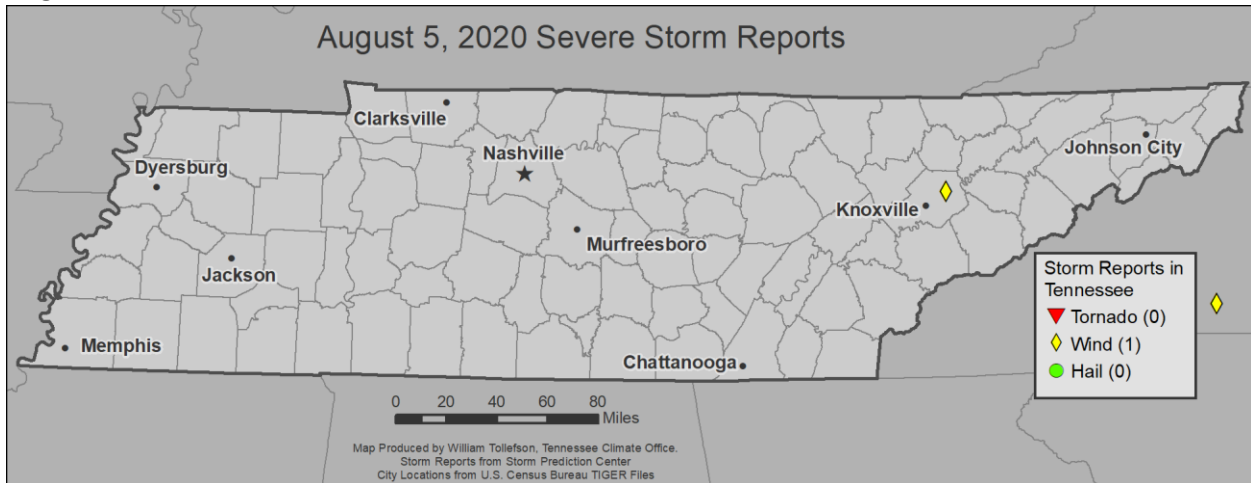 August 5, 2020 Severe Storm Reports
Clarksville
Nashville
Dyersburg
Johnson City
Knoxville
Murfreesboro
Jackson
Memphis
Chattanooga
Storm Reports in
Tennessee
Tornado (0)
Wind (1)
Hail (0)
0 20 40 60 80
Miles
Map Produced by William Tollefson, Tennessee Climate Office.
Storm Reports from Storm Prediction Center
City Locations from U.S. Census Bureau TIGER Files